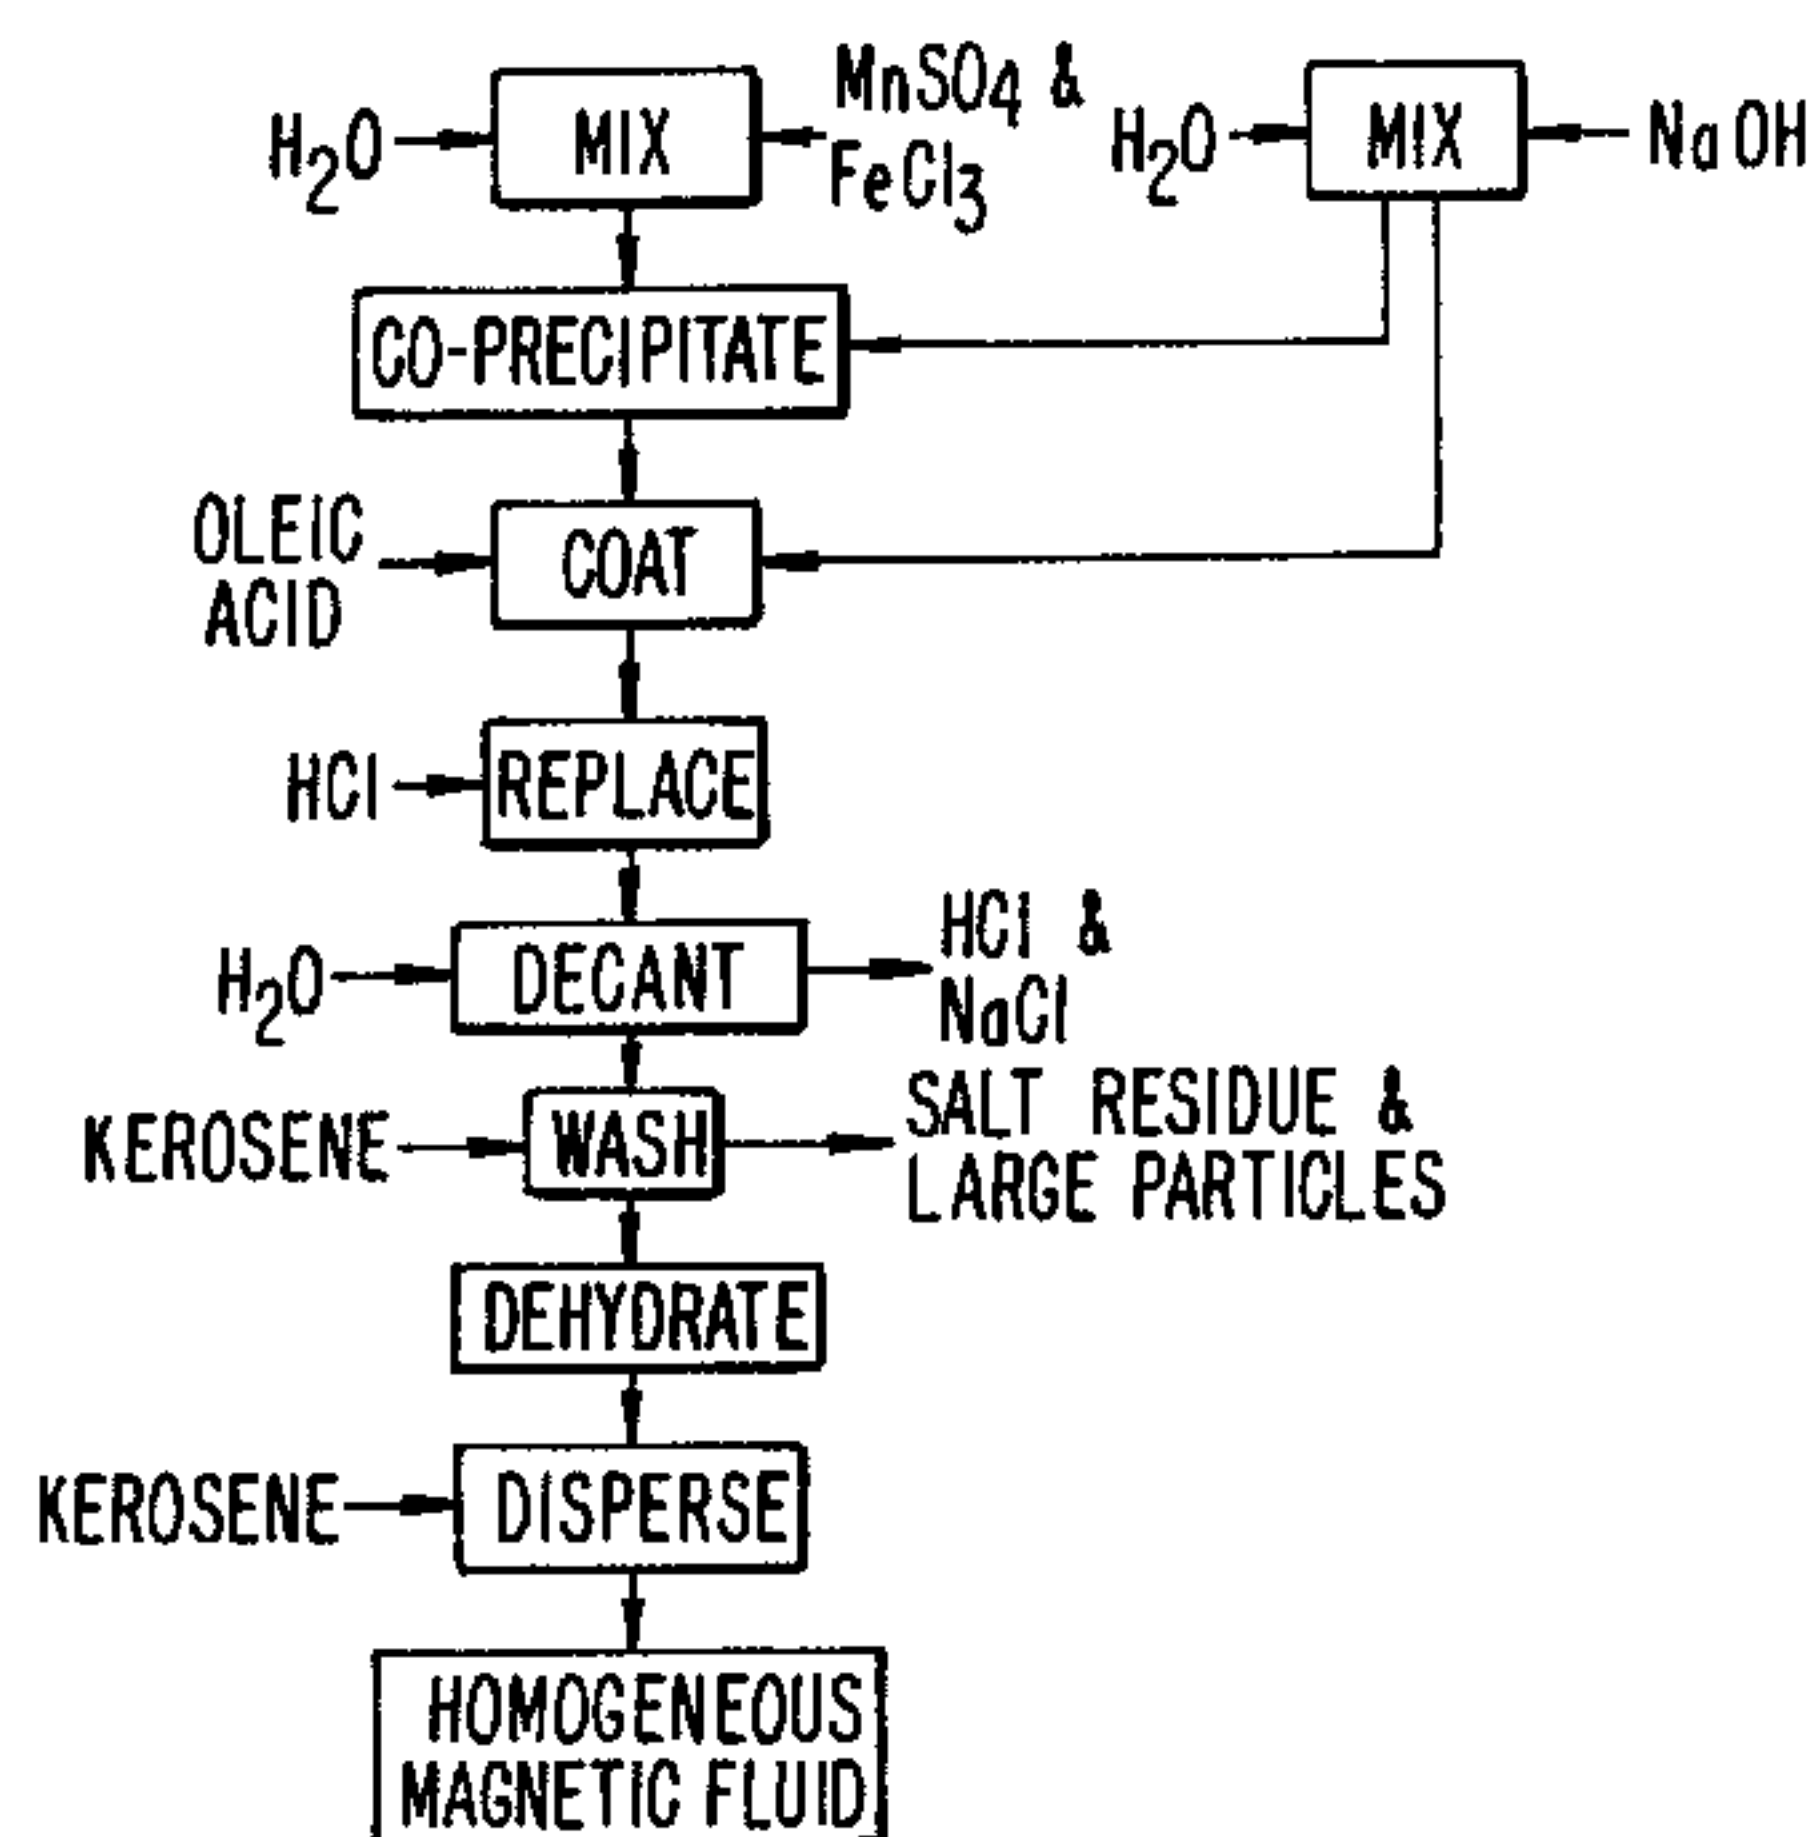 H2O
MIX
MnSO4 &
FeCl3
H2O
MIX
NaOH
CO-PRECIPITATE
OLEIC
ACID
COAT
HCl
REPLACE
H2O
DECANT
HCl &
NaCl
KEROSENE
WASH
SALT RESIDUE &
LARGE PARTICLES
DEHYDRATE
KEROSENE
DISPERSE
HOMOGENEOUS
MAGNETIC FLUID